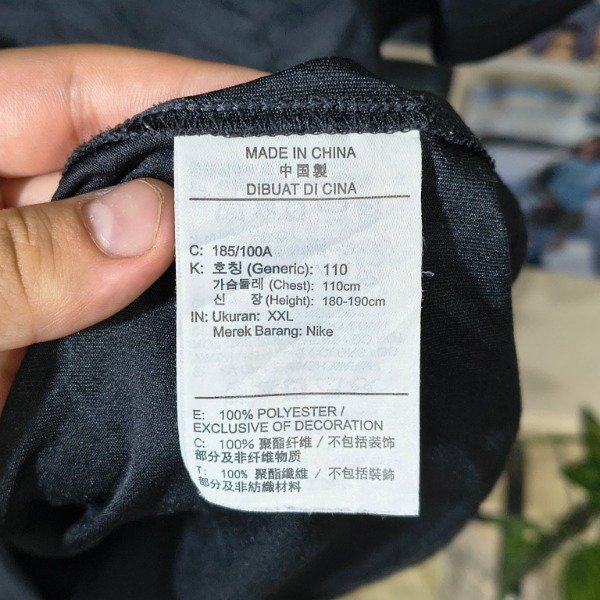 MADE IN CHINA
中国製
DIBUAT DI CINA
C: 185/100A
K: 호칭 (Generic): 110
가슴둘레 (Chest): 110cm
신 장 (Height): 180-190cm
IN: Ukuran: XXL
Merek Barang: Nike
E: 100% POLYESTER /
EXCLUSIVE OF DECORATION
C: 100% 聚酯纤维 / 不包括装饰
部分及非纤维物质
T: 100% 聚酯纖維 / 不包括裝飾
部分及非紡織材料